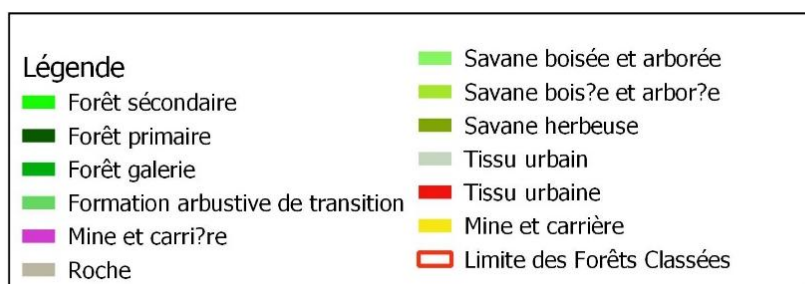 Légende
Forêt sécondaire
Forêt primaire
Forêt galerie
Formation arbustive de transition
Mine et carri?re
Roche
Savane boisée et arborée
Savane bois?e et arbor?e
Savane herbeuse
Tissu urbain
Tissu urbaine
Mine et carrière
Limite des Forêts Classées